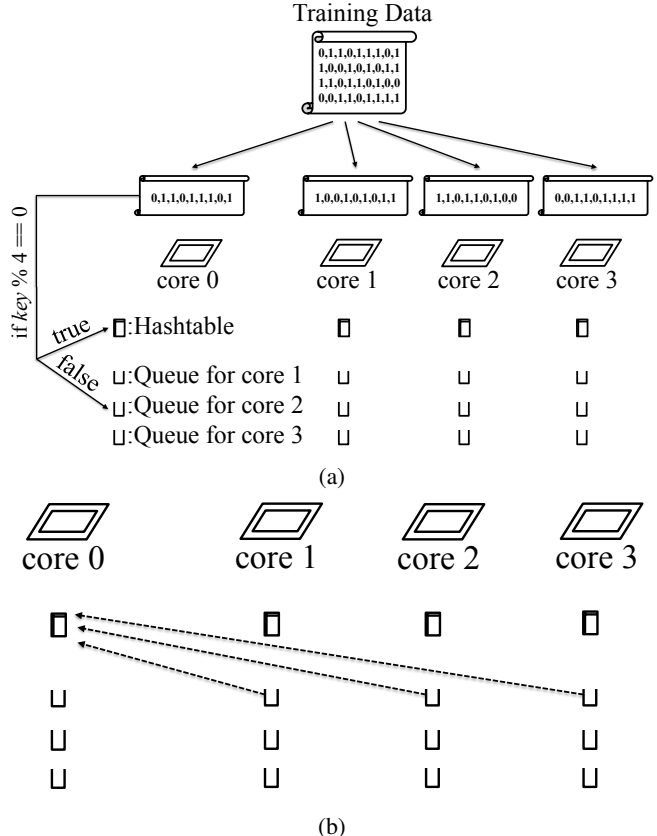 Training Data
0,1,1,0,1,1,1,0,1
1,0,0,1,0,1,0,1,1
1,1,0,1,1,0,1,0,0
0,0,1,1,0,1,1,1,1
0,1,1,0,1,1,1,0,1
1,0,0,1,0,1,0,1,1
1,1,0,1,1,0,1,0,0
0,0,1,1,0,1,1,1,1
if key % 4 == 0
core 0
core 1
core 2
core 3
true
:Hashtable
false
:Queue for core 1
:Queue for core 2
:Queue for core 3
(a)
core 0
core 1
core 2
core 3
(b)